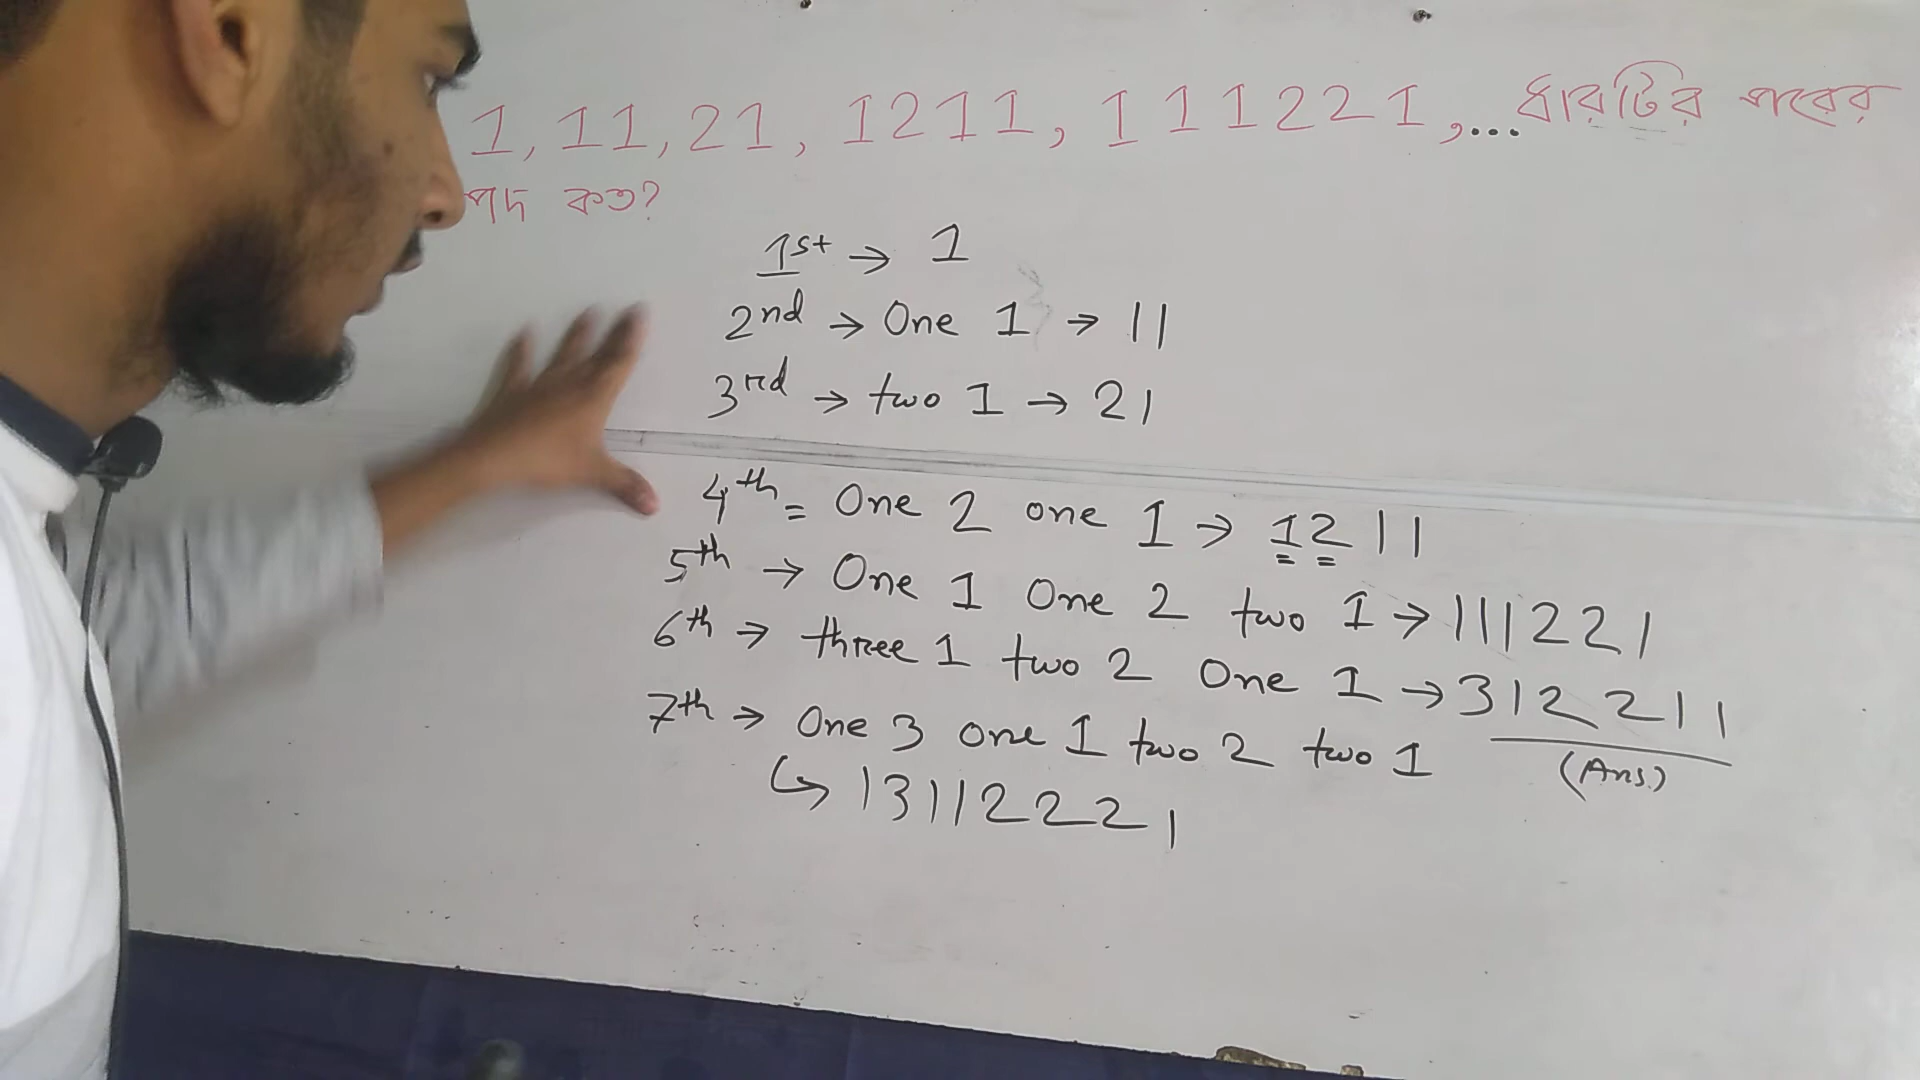 1, 11, 21, 1211, 111221,... ধারাটির পরের
পদ কত?
1st → 1
2nd → One 1 → 11
3rd → two 1 → 21
4th = One 2 one 1 → 1211
5th → One 1 One 2 two 1 → 111221
6th → three 1 two 2 One 1 → 312211
(Ans.)
7th → One 3 one 1 two 2 two 1
↳ 13112221